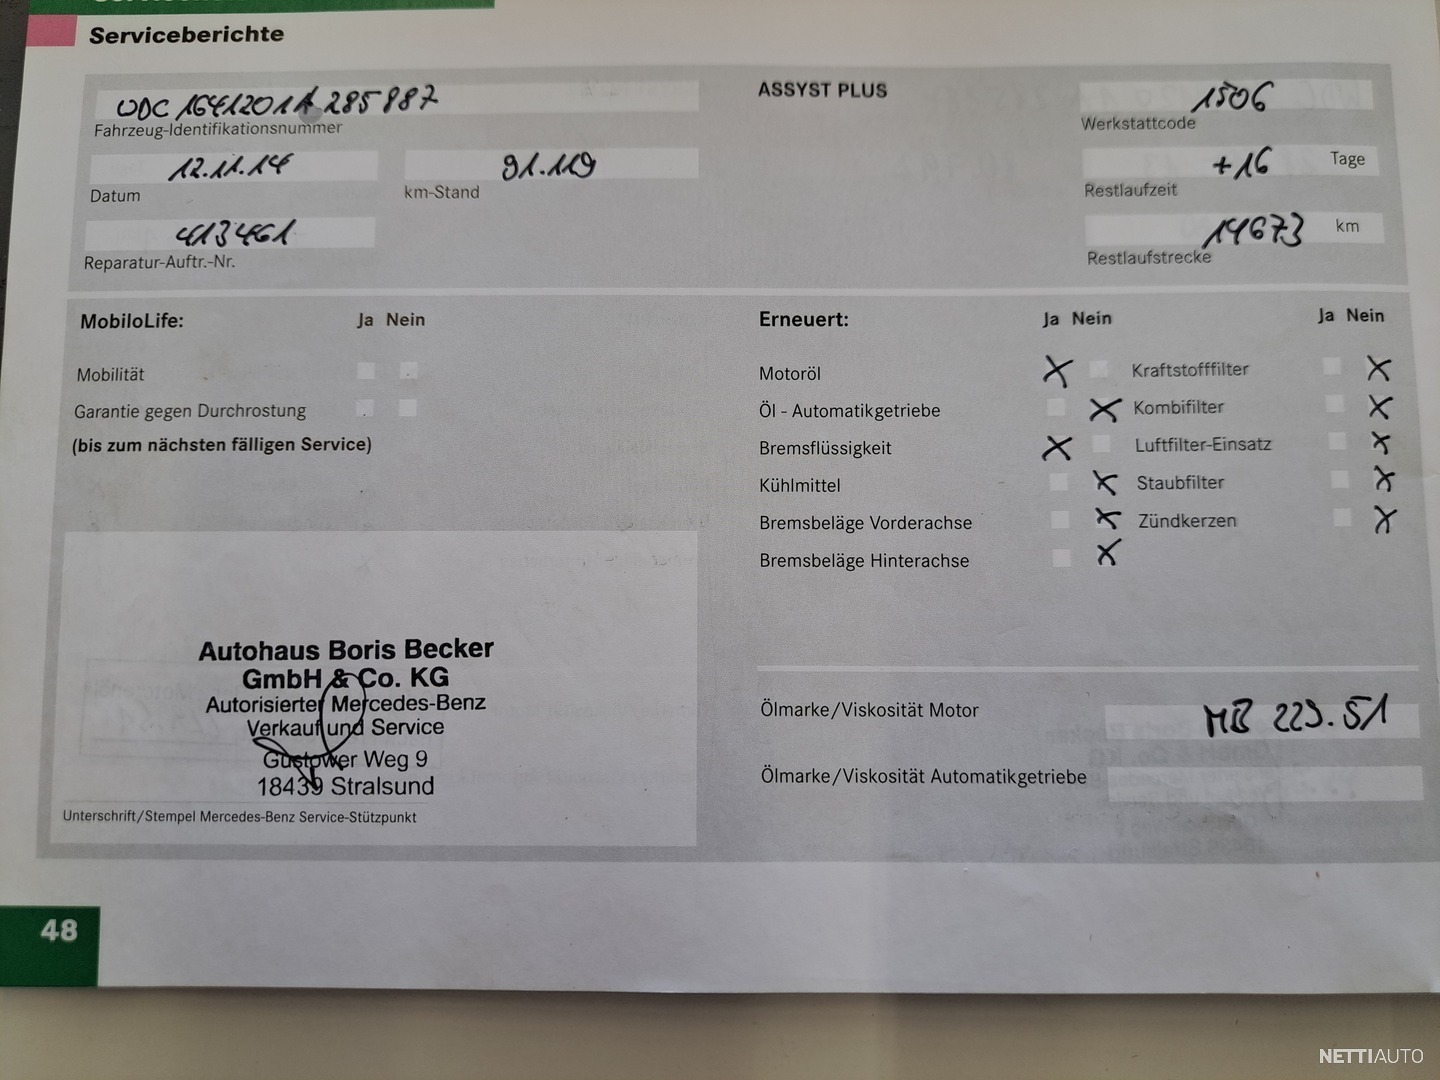 Serviceberichte
WDC 1641201A 285887
Fahrzeug-Identifikationsnummer
ASSYST PLUS
1506
Werkstattcode
12.11.14
Datum
91.119
km-Stand
+16 Tage
Restlaufzeit
413461
Reparatur-Auftr.-Nr.
14673 km
Restlaufstrecke
MobiloLife: Ja Nein
Mobilität
Garantie gegen Durchrostung
(bis zum nächsten fälligen Service)
Erneuert: Ja Nein Ja Nein
Motoröl X Kraftstofffilter X
Öl - Automatikgetriebe X Kombifilter X
Bremsflüssigkeit X Luftfilter-Einsatz X
Kühlmittel X Staubfilter X
Bremsbeläge Vorderachse X Zündkerzen X
Bremsbeläge Hinterachse X
Autohaus Boris Becker
GmbH & Co. KG
Autorisierter Mercedes-Benz
Verkauf und Service
Gustower Weg 9
18439 Stralsund
Unterschrift/Stempel Mercedes-Benz Service-Stützpunkt
Ölmarke/Viskosität Motor MB 229.51
Ölmarke/Viskosität Automatikgetriebe
48
NETTIAUTO